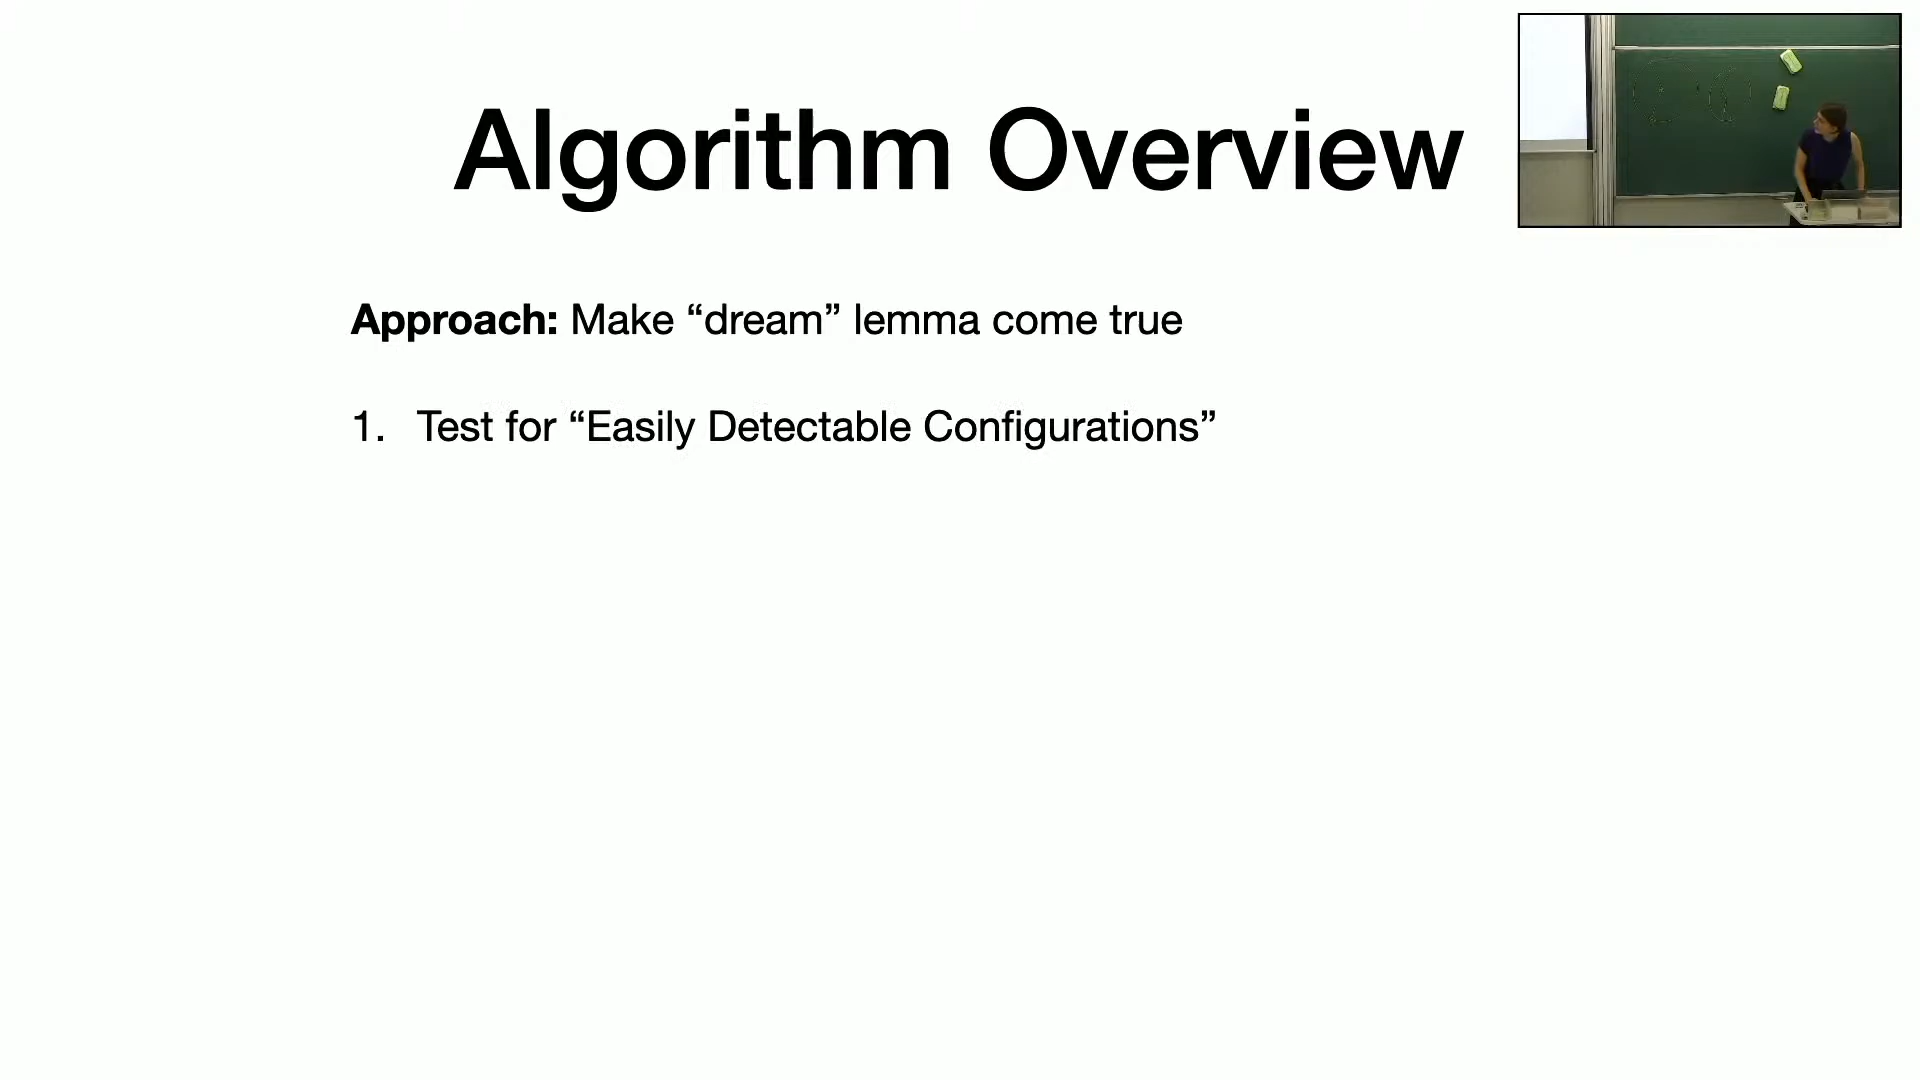 Algorithm Overview
Approach: Make “dream” lemma come true
1. Test for “Easily Detectable Configurations”